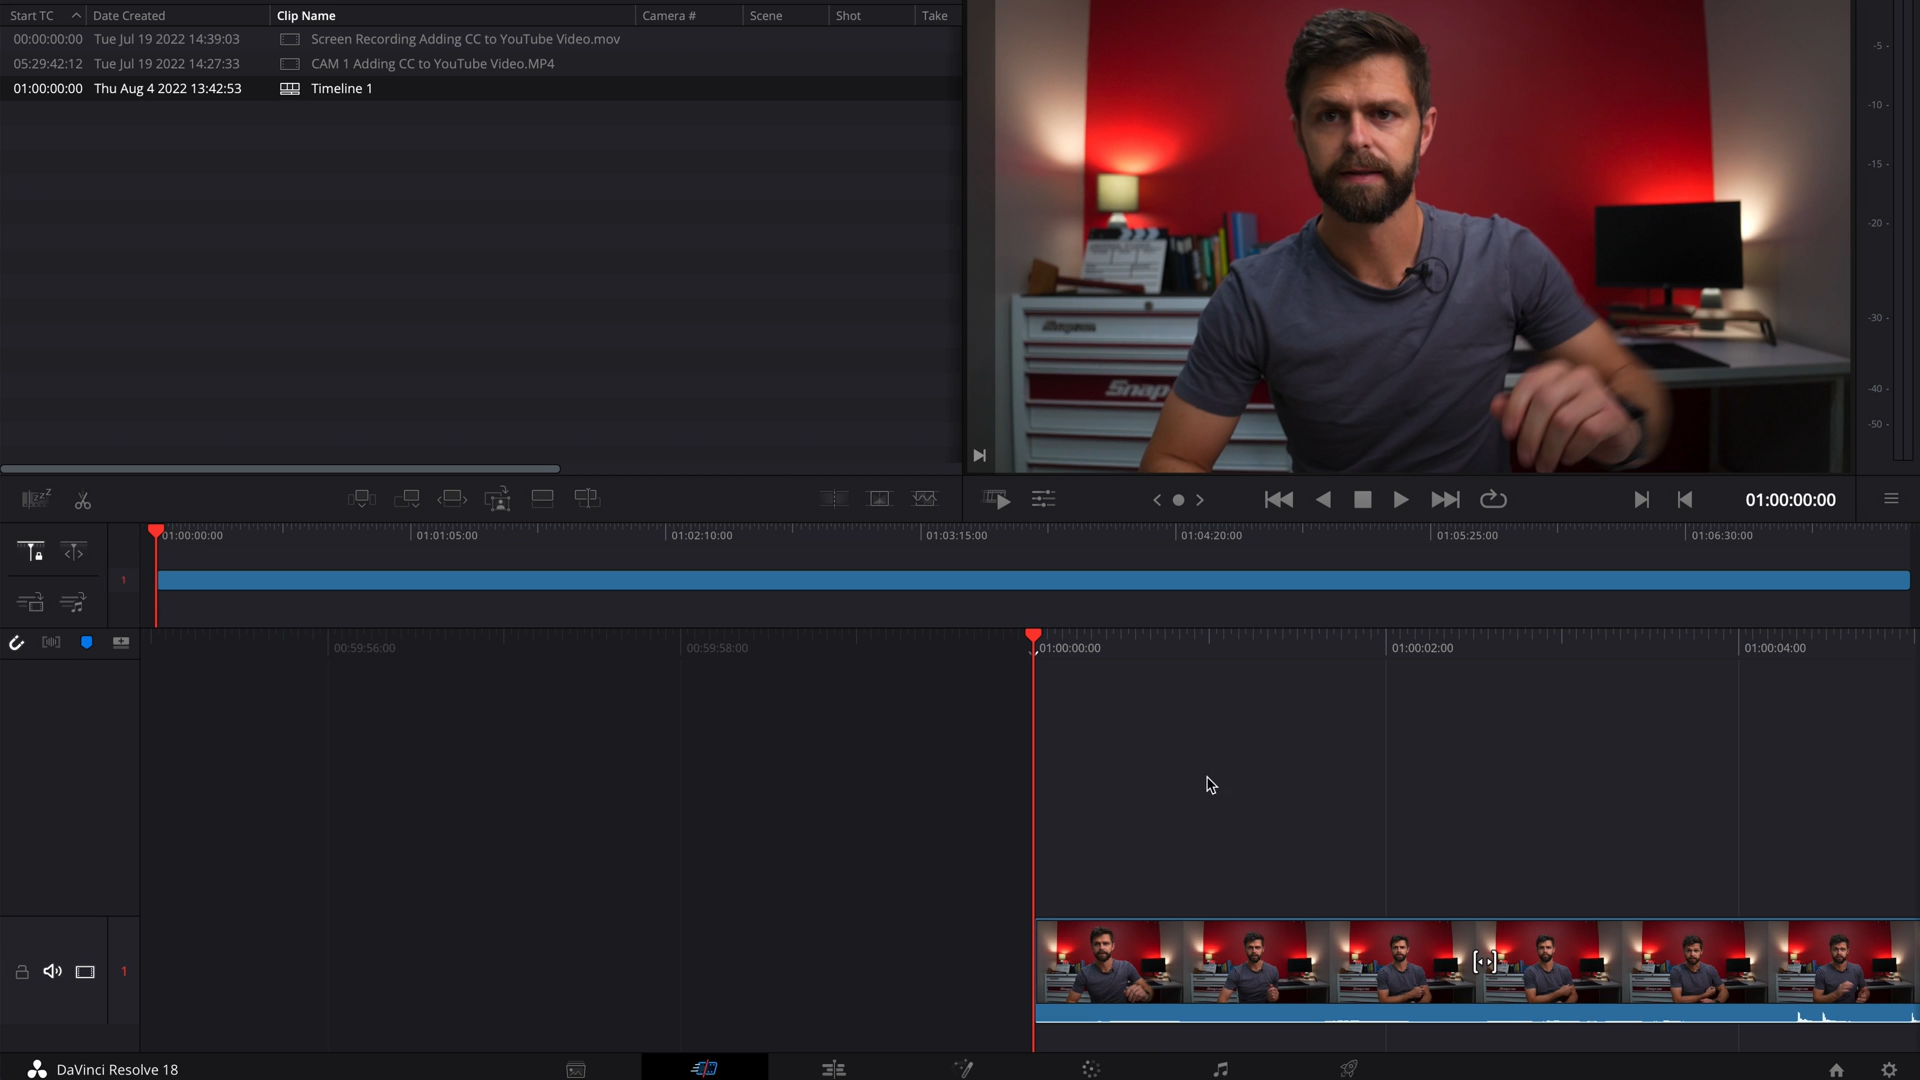 Start TC Date Created Clip Name Camera # Scene Shot Take
00:00:00:00 Tue Jul 19 2022 14:39:03 Screen Recording Adding CC to YouTube Video.mov
05:29:42:12 Tue Jul 19 2022 14:27:33 CAM 1 Adding CC to YouTube Video.MP4
01:00:00:00 Thu Aug 4 2022 13:42:53 Timeline 1
-5 -
-10 -
-15 -
-20 -
-30 -
-40 -
-50 -
Snap-on
Snap
zzZ
01:00:00:00
01:00:00:00 01:01:05:00 01:02:10:00 01:03:15:00 01:04:20:00 01:05:25:00 01:06:30:00
1
00:59:56:00 00:59:58:00 01:00:00:00 01:00:02:00 01:00:04:00
1
DaVinci Resolve 18